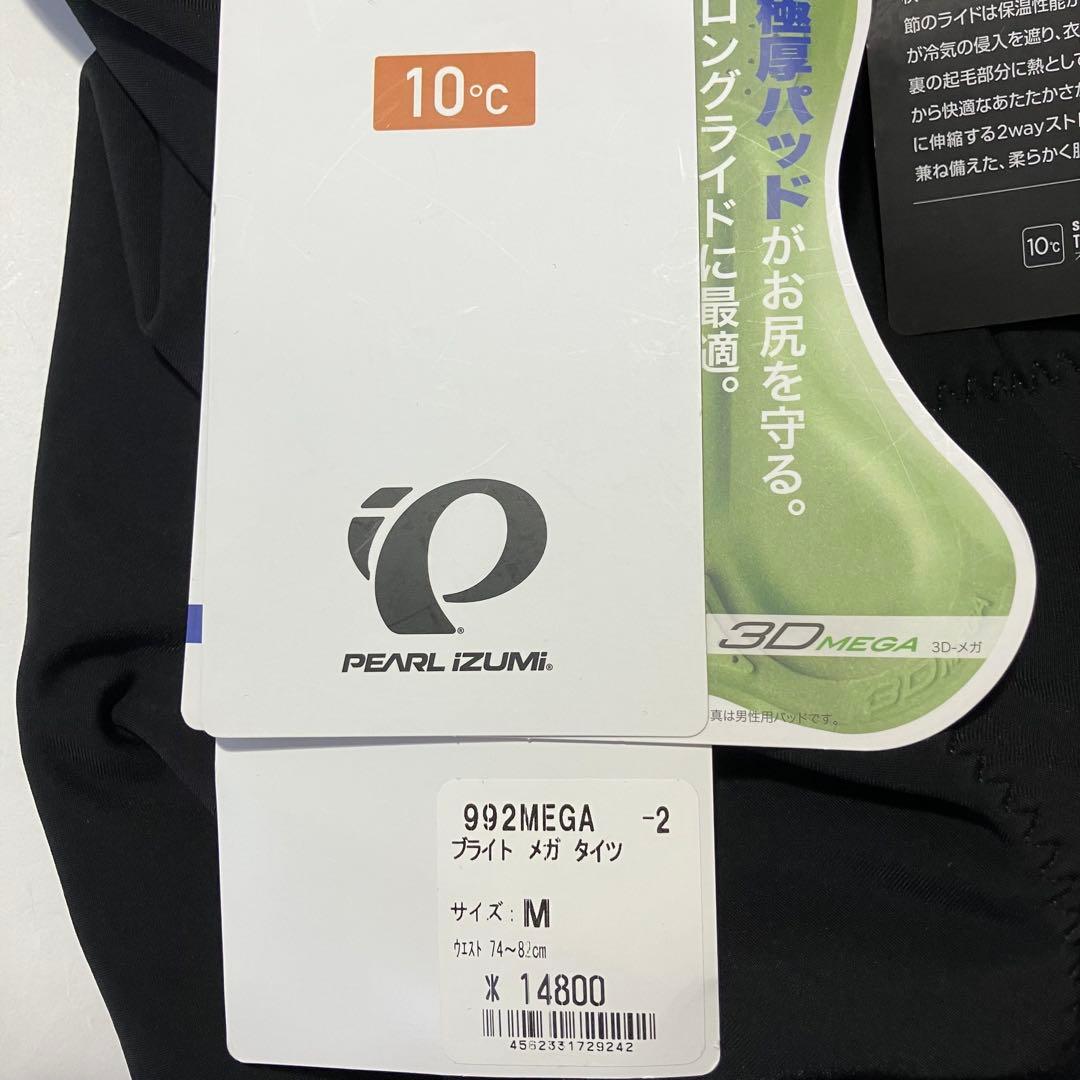 10℃
PEARL iZUMi®
極厚パッドがお尻を守る。
ロングライドに最適。
3DMEGA 3D-メガ
真は男性用パッドです。
節のライドは保温性能が
が冷気の侵入を遮り、衣
裏の起毛部分に熱として
から快適なあたたかさが
に伸縮する2wayスト
兼ね備えた、柔らかく肌
10℃
992MEGA -2
ブライト メガ タイツ
サイズ: M
ウエスト 74～82cm
14800
4562331729242